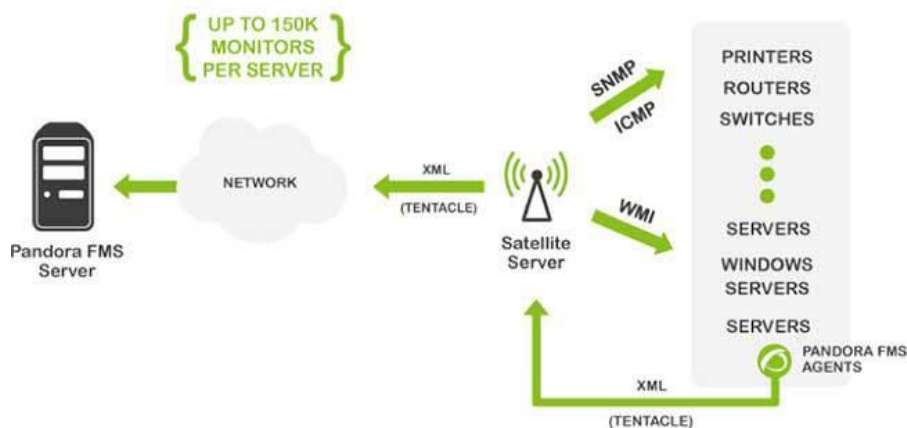 UP TO 150K
MONITORS
PER SERVER
PRINTERS
ROUTERS
SWITCHES
SNMP
ICMP
NETWORK
XML
(TENTACLE)
WMI
SERVERS
WINDOWS
SERVERS
SERVERS
Pandora FMS
Server
Satellite
Server
PANDORA FMS
AGENTS
XML
(TENTACLE)